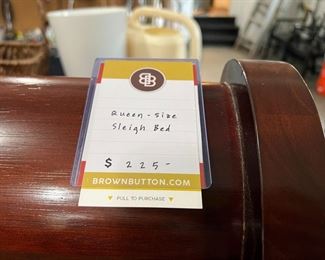 BB
Queen-size
Sleigh Bed
$ 225-
BROWNBUTTON.COM
▼ PULL TO PURCHASE ▼